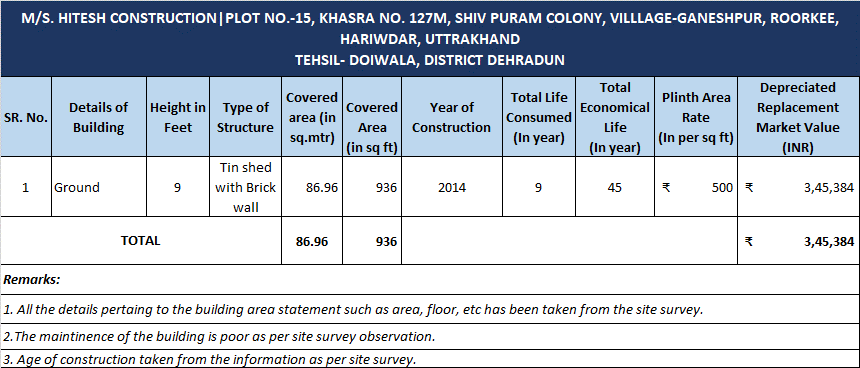 M/S. HITESH CONSTRUCTION|PLOT NO.-15, KHASRA NO. 127M, SHIV PURAM COLONY, VILLLAGE-GANESHPUR, ROORKEE,
HARIWDAR, UTTRAKHAND
TEHSIL- DOIWALA, DISTRICT DEHRADUN
SR. No. Details of Building Height in Feet Type of Structure Covered area (in sq.mtr) Covered Area (in sq ft) Year of Construction Total Life Consumed (In year) Total Economical Life (In year) Plinth Area Rate (In per sq ft) Depreciated Replacement Market Value (INR)
1 Ground 9 Tin shed with Brick wall 86.96 936 2014 9 45 ₹ 500 ₹ 3,45,384
TOTAL 86.96 936 ₹ 3,45,384
Remarks:
1. All the details pertaing to the building area statement such as area, floor, etc has been taken from the site survey.
2.The maintinence of the building is poor as per site survey observation.
3. Age of construction taken from the information as per site survey.